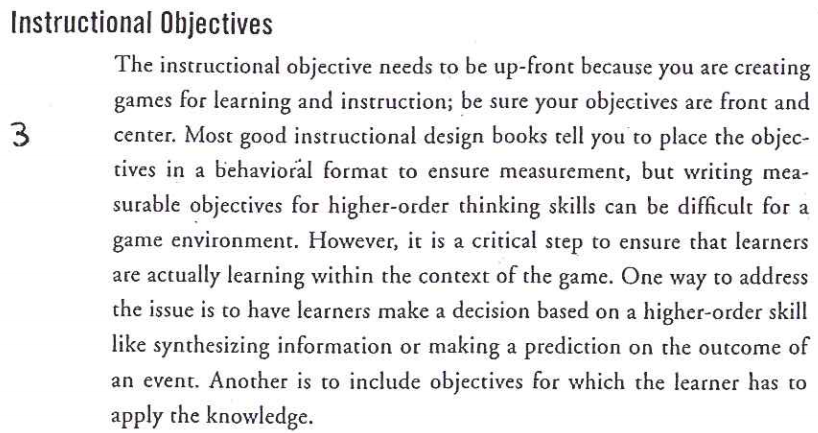 Instructional Objectives
The instructional objective needs to be up-front because you are creating
games for learning and instruction; be sure your objectives are front and
3
center. Most good instructional design books tell you to place the objec-
tives in a behavioral format to ensure measurement, but writing mea-
surable objectives for higher-order thinking skills can be difficult for a
game environment. However, it is a critical step to ensure that learners
are actually learning within the context of the game. One way to address
the issue is to have learners make a decision based on a higher-order skill
like synthesizing information or making a prediction on the outcome of
an event. Another is to include objectives for which the learner has to
apply the knowledge.